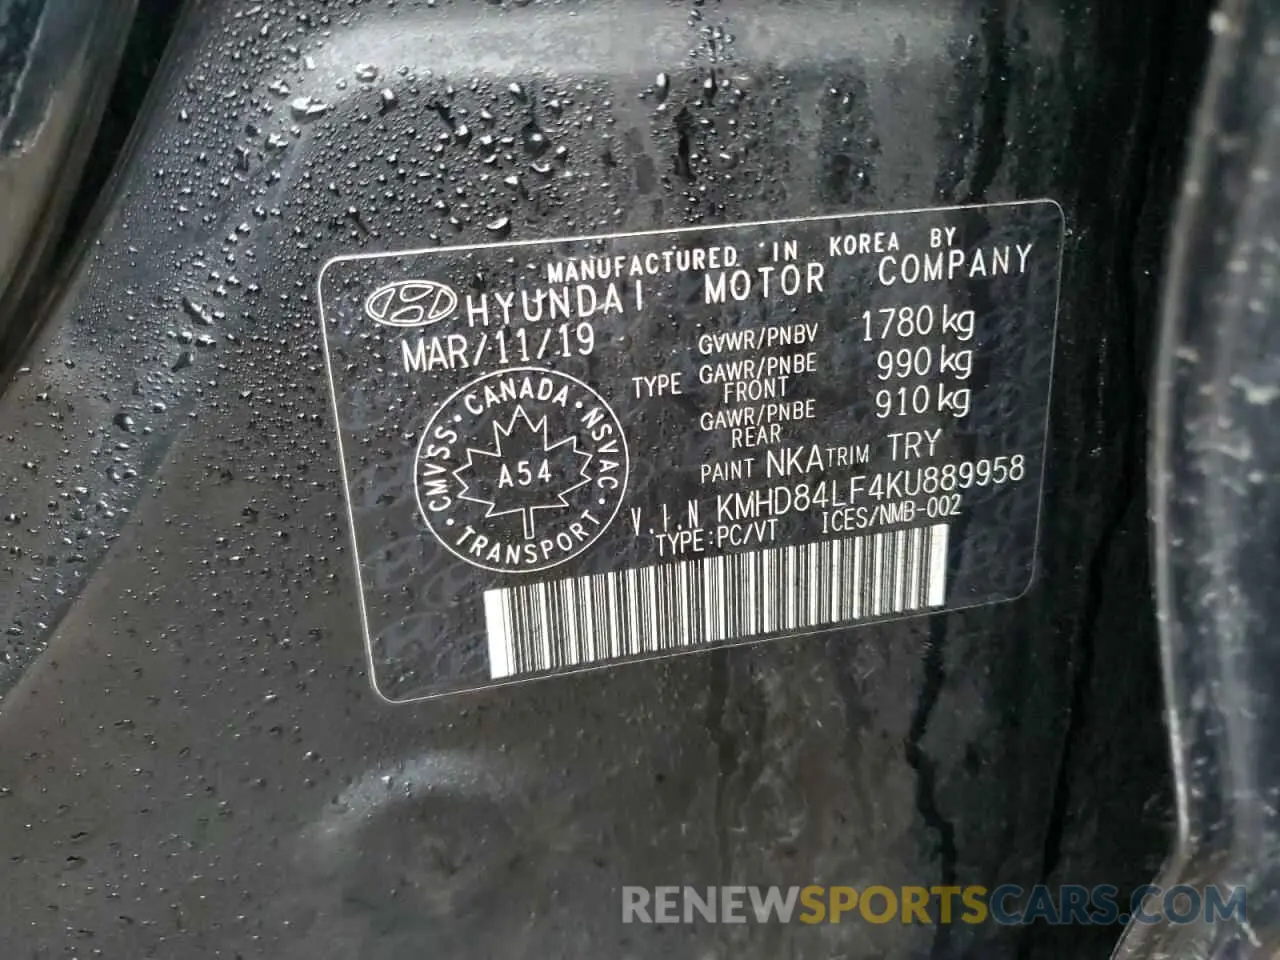 MANUFACTURED IN KOREA BY
HYUNDAI MOTOR COMPANY
MAR/11/19
GVWR/PNBV 1780 kg
TYPE GAWR/PNBE FRONT 990 kg
GAWR/PNBE REAR 910 kg
PAINT NKA TRIM TRY
V.I.N KMHD84LF4KU889958
TYPE:PC/VT ICES/NMB-002
CMVSS · CANADA · NSVAC · TRANSPORT ·
A54
RENEWSPORTSCARS.COM